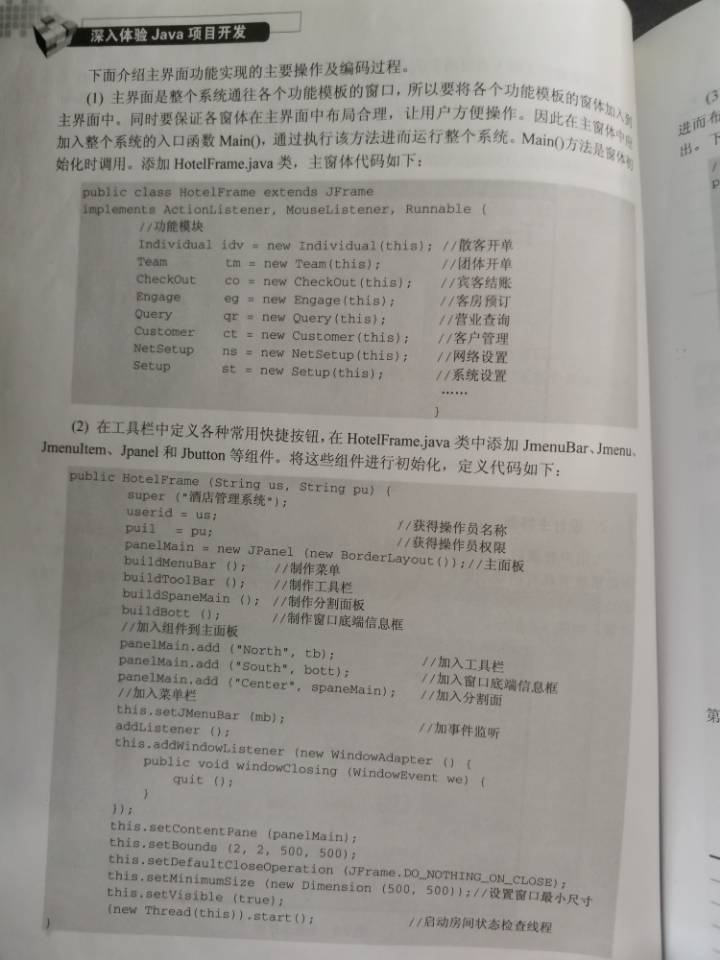 深入体验 Java 项目开发
下面介绍主界面功能实现的主要操作及编码过程。
(1) 主界面是整个系统通往各个功能模板的窗口，所以要将各个功能模板的窗体加入到
主界面中。同时要保证各窗体在主界面中布局合理，让用户方便操作。因此在主窗体中应
加入整个系统的入口函数 Main()，通过执行该方法进而运行整个系统。Main()方法是窗体初
始化时调用。添加 HotelFrame.java 类，主窗体代码如下：
public class HotelFrame extends JFrame
implements ActionListener, MouseListener, Runnable {
//功能模块
Individual idv = new Individual(this); //散客开单
Team tm = new Team(this); //团体开单
CheckOut co = new CheckOut(this); //宾客结账
Engage eg = new Engage(this); //客房预订
Query qr = new Query(this); //营业查询
Customer ct = new Customer(this); //客户管理
NetSetup ns = new NetSetup(this); //网络设置
Setup st = new Setup(this); //系统设置
......
}
(2) 在工具栏中定义各种常用快捷按钮，在 HotelFrame.java 类中添加 JmenuBar、Jmenu、
JmenuItem、Jpanel 和 Jbutton 等组件。将这些组件进行初始化，定义代码如下：
public HotelFrame (String us, String pu) {
super ("酒店管理系统");
userid = us; //获得操作员名称
puil = pu; //获得操作员权限
panelMain = new JPanel (new BorderLayout());//主面板
buildMenuBar (); //制作菜单
buildToolBar (); //制作工具栏
buildSpaneMain (); //制作分割面板
buildBott (); //制作窗口底端信息框
//加入组件到主面板
panelMain.add ("North", tb); //加入工具栏
panelMain.add ("South", bott); //加入窗口底端信息框
panelMain.add ("Center", spaneMain); //加入分割面
//加入菜单栏
this.setJMenuBar (mb);
addListener (); //加事件监听
this.addWindowListener (new WindowAdapter () {
public void windowClosing (WindowEvent we) {
quit ();
}
});
this.setContentPane (panelMain);
this.setBounds (2, 2, 500, 500);
this.setDefaultCloseOperation (JFrame.DO_NOTHING_ON_CLOSE);
this.setMinimumSize (new Dimension (500, 500));//设置窗口最小尺寸
this.setVisible (true);
(new Thread(this)).start(); //启动房间状态检查线程
}
(3
进而布
出。下
/
p
第